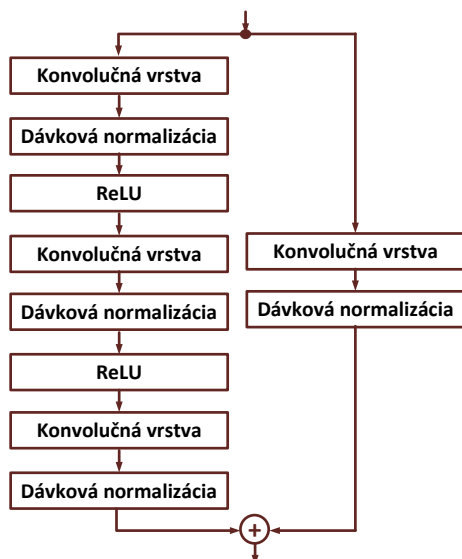 Konvolučná vrstva
Dávková normalizácia
ReLU
Konvolučná vrstva
Dávková normalizácia
ReLU
Konvolučná vrstva
Dávková normalizácia
Konvolučná vrstva
Dávková normalizácia
+